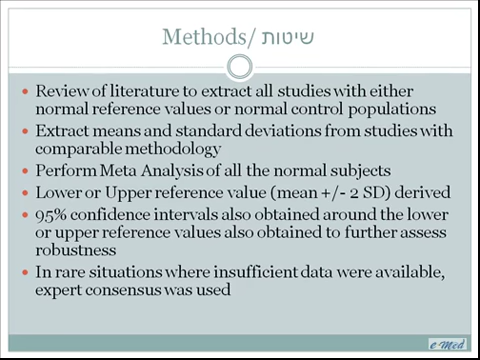 Methods/ שיטות
Review of literature to extract all studies with either
normal reference values or normal control populations
Extract means and standard deviations from studies with
comparable methodology
Perform Meta Analysis of all the normal subjects
Lower or Upper reference value (mean +/- 2 SD) derived
95% confidence intervals also obtained around the lower
or upper reference values also obtained to further assess
robustness
In rare situations where insufficient data were available,
expert consensus was used
e Med